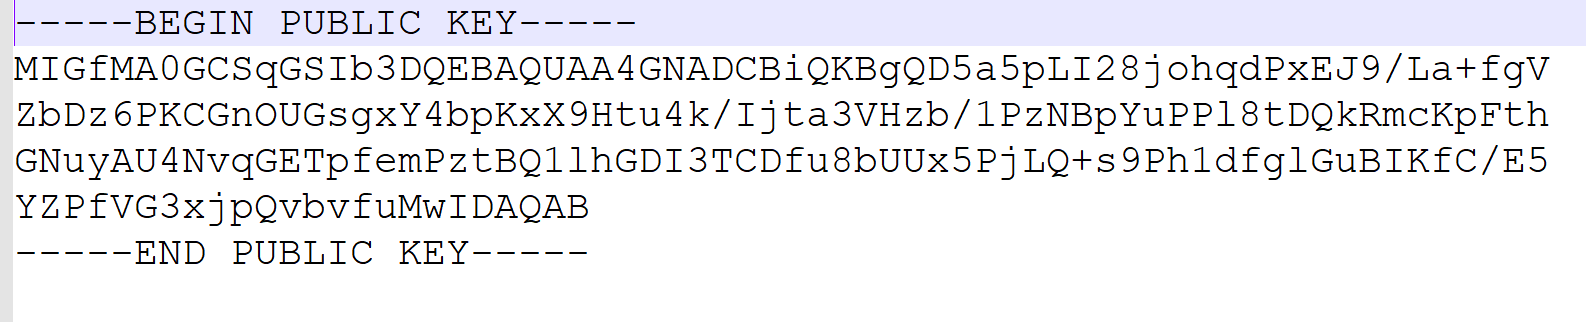 -----BEGIN PUBLIC KEY-----
MIGfMA0GCSqGSIb3DQEBAQUAA4GNADCBiQKBgQD5a5pLI28johqdPxEJ9/La+fgV
ZbDz6PKCGnOUGsgxY4bpKxX9Htu4k/Ijta3VHzb/1PzNBpYuPPl8tDQkRmcKpFth
GNuyAU4NvqGETpfemPztBQ1lhGDI3TCDfu8bUUx5PjLQ+s9Ph1dfglGuBIKfC/E5
YZPfVG3xjpQvbvfuMwIDAQAB
-----END PUBLIC KEY-----